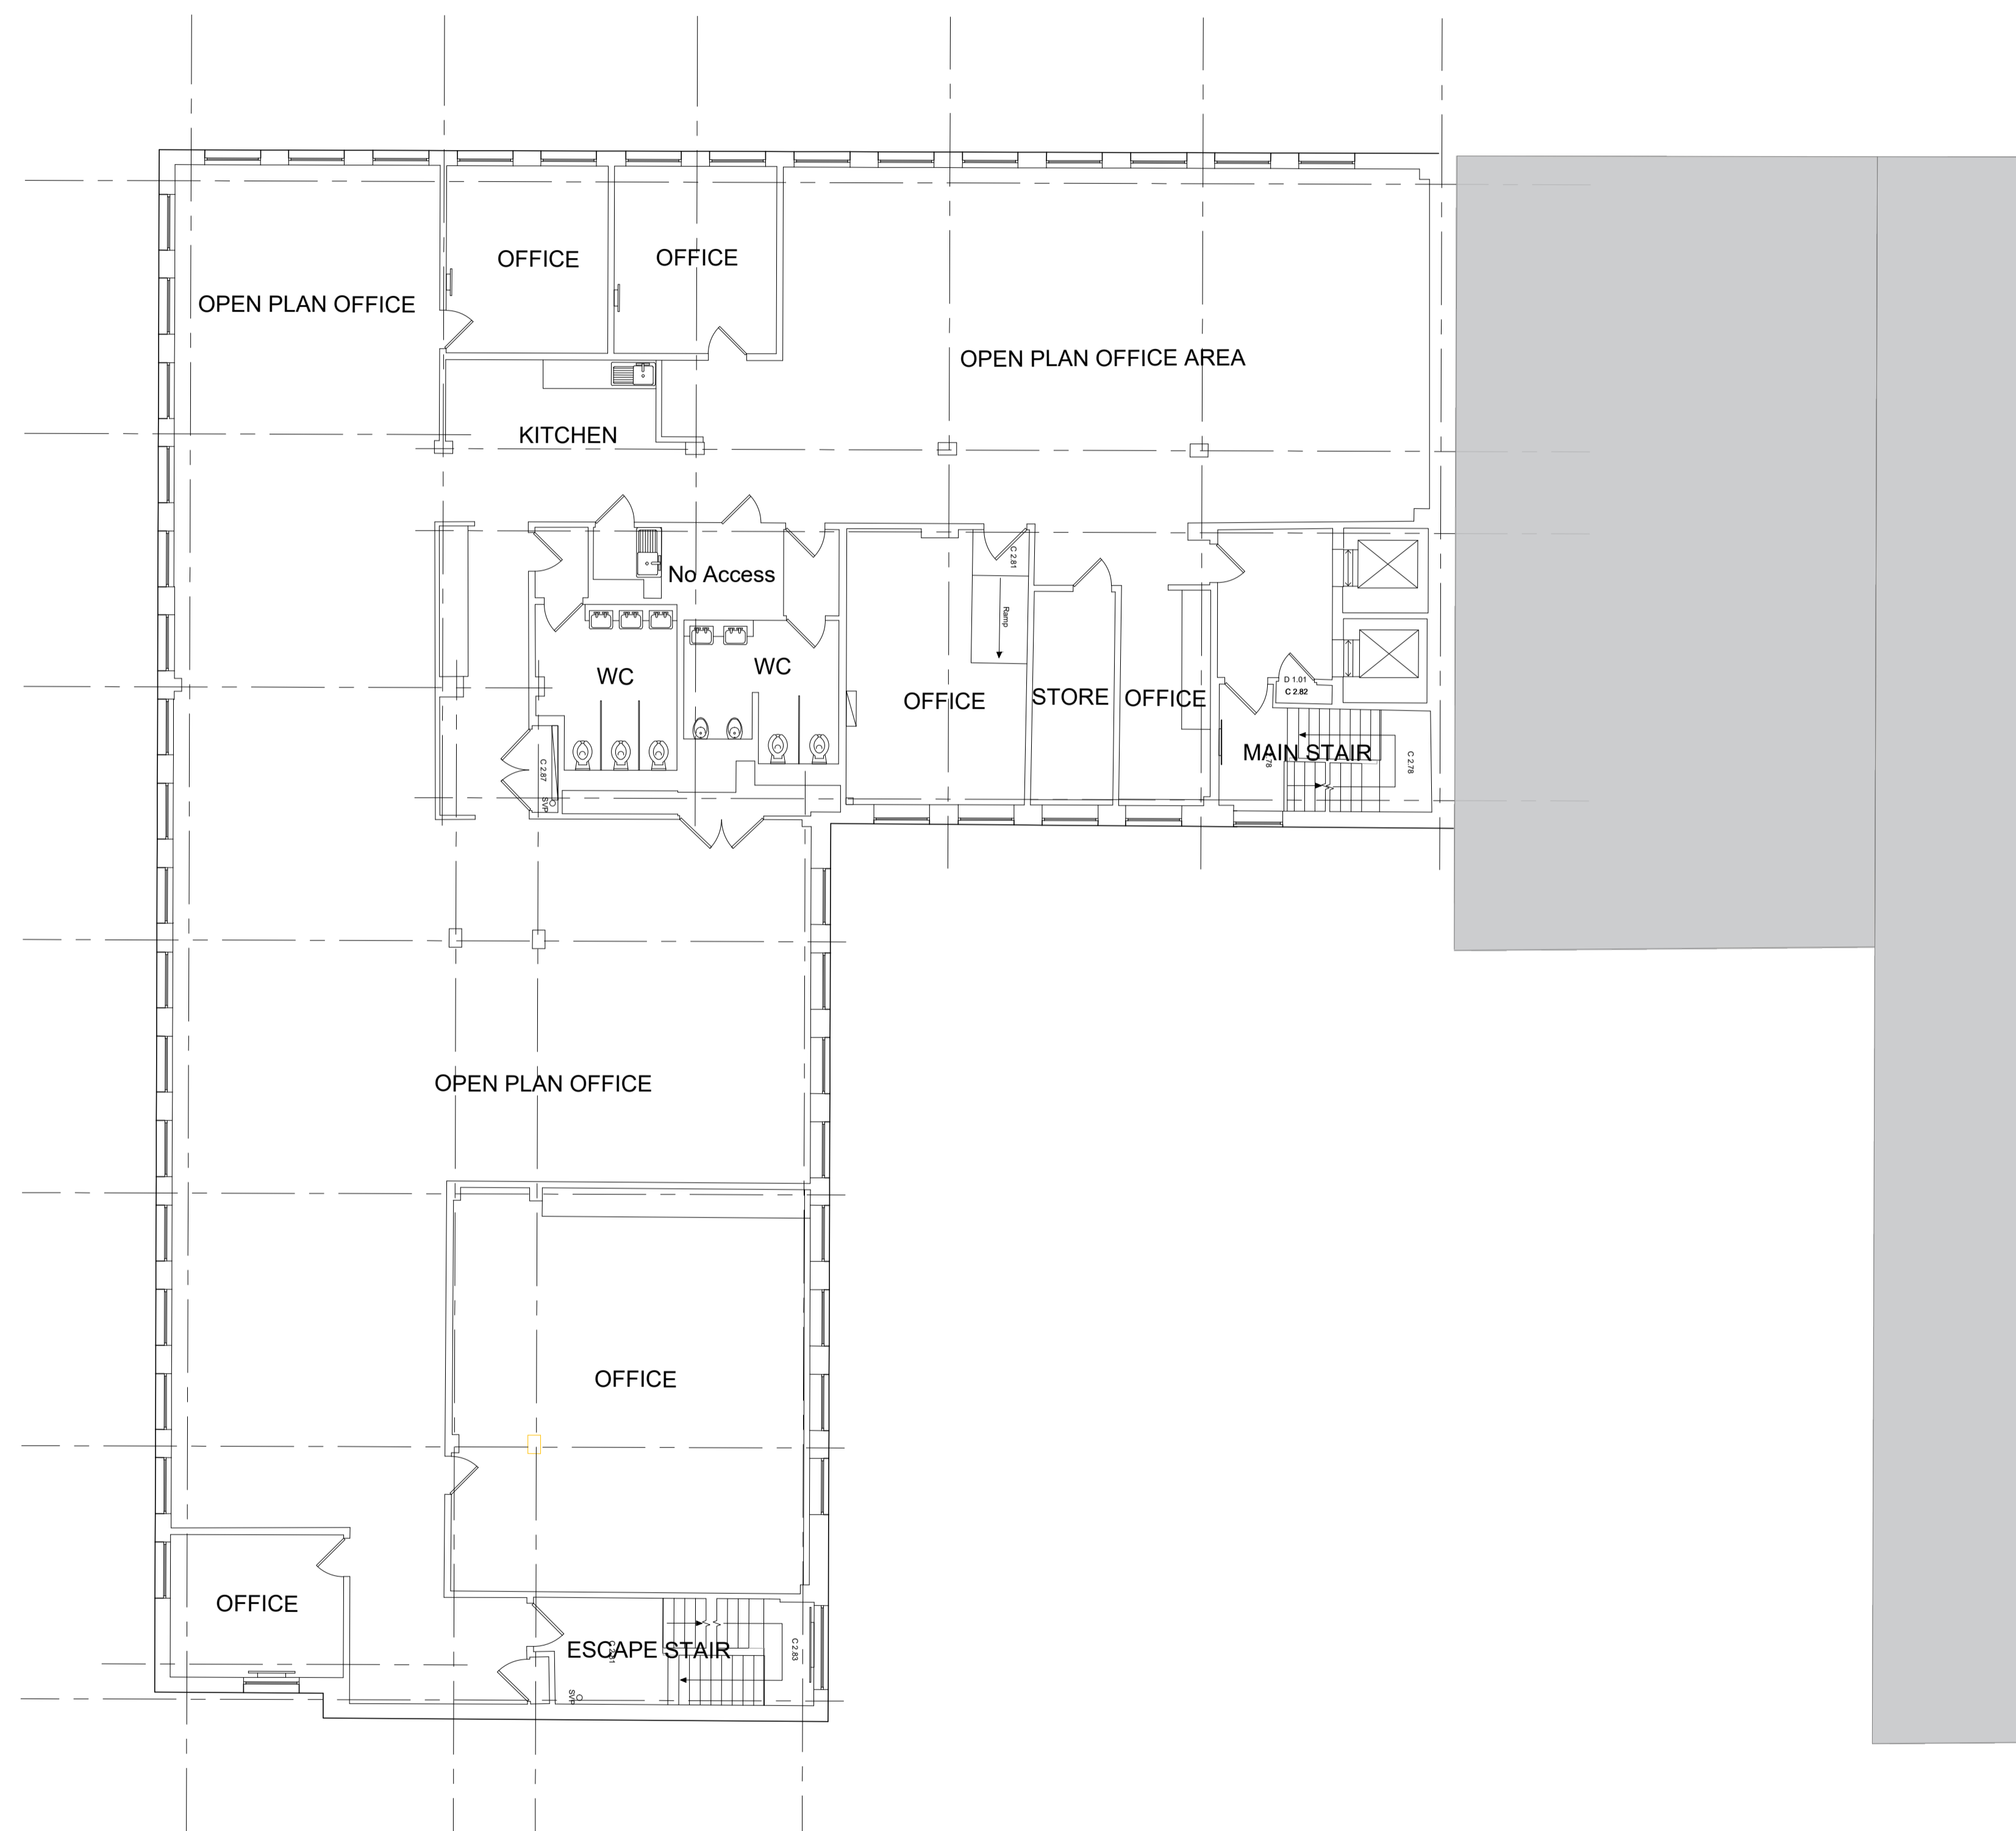 OFFICE
OFFICE
OPEN PLAN OFFICE
OPEN PLAN OFFICE AREA
KITCHEN
C 2.81
No Access
Ramp
WC
WC
D 1.01
C 2.82
OFFICE
STORE
OFFICE
MAIN STAIR
C 2.78
C 2.87
SVP
OPEN PLAN OFFICE
OFFICE
OFFICE
ESCAPE STAIR
C 2.83
SVP